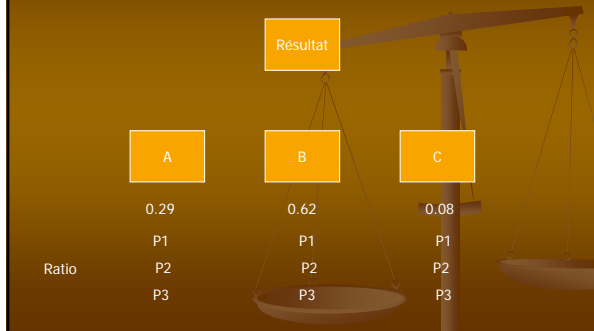 Résultat
A B C
0.29 0.62 0.08
P1 P1 P1
Ratio P2 P2 P2
P3 P3 P3